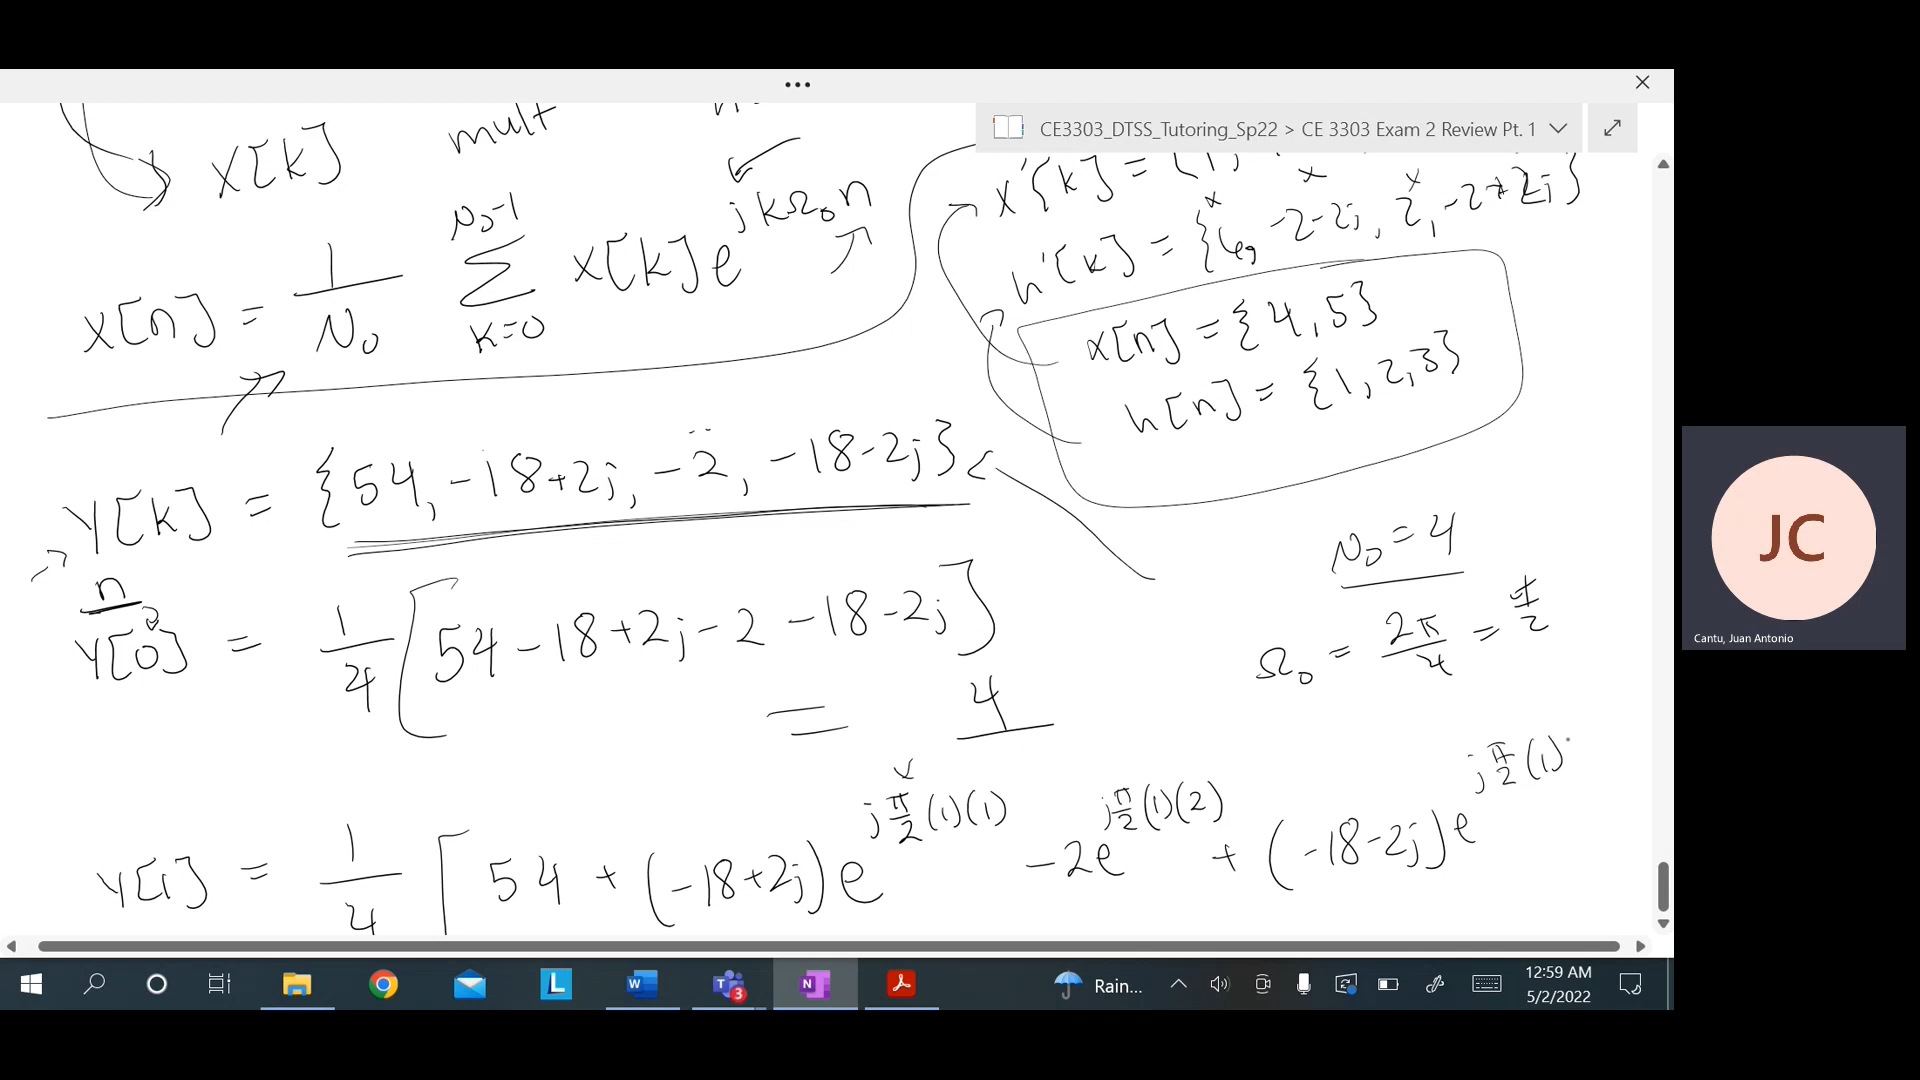 CE3303_DTSS_Tutoring_Sp22 > CE 3303 Exam 2 Review Pt. 1
X[k] mult
x[n] = 1/N₀ N₀-1 Σ k=0 X[k] e^jkΩ₀n
X'[k] = {1,
h'[k] = {6, -2-2j, 2, -2+2j}
x[n] = {4,5}
h[n] = {1,2,3}
Y[k] = {54, -18+2j, -2, -18-2j}
n
Y[0] = 1/4 [54 -18+2j -2 -18-2j]
= 4
N₀ = 4
Ω₀ = 2π/4 = π/2
Y[1] = 1/4 [ 54 + (-18+2j) e^jπ/2(1)(1) -2e^jπ/2(1)(2) + (-18-2j) e^jπ/2(1)
JC
Cantu, Juan Antonio
Rain...
12:59 AM
5/2/2022